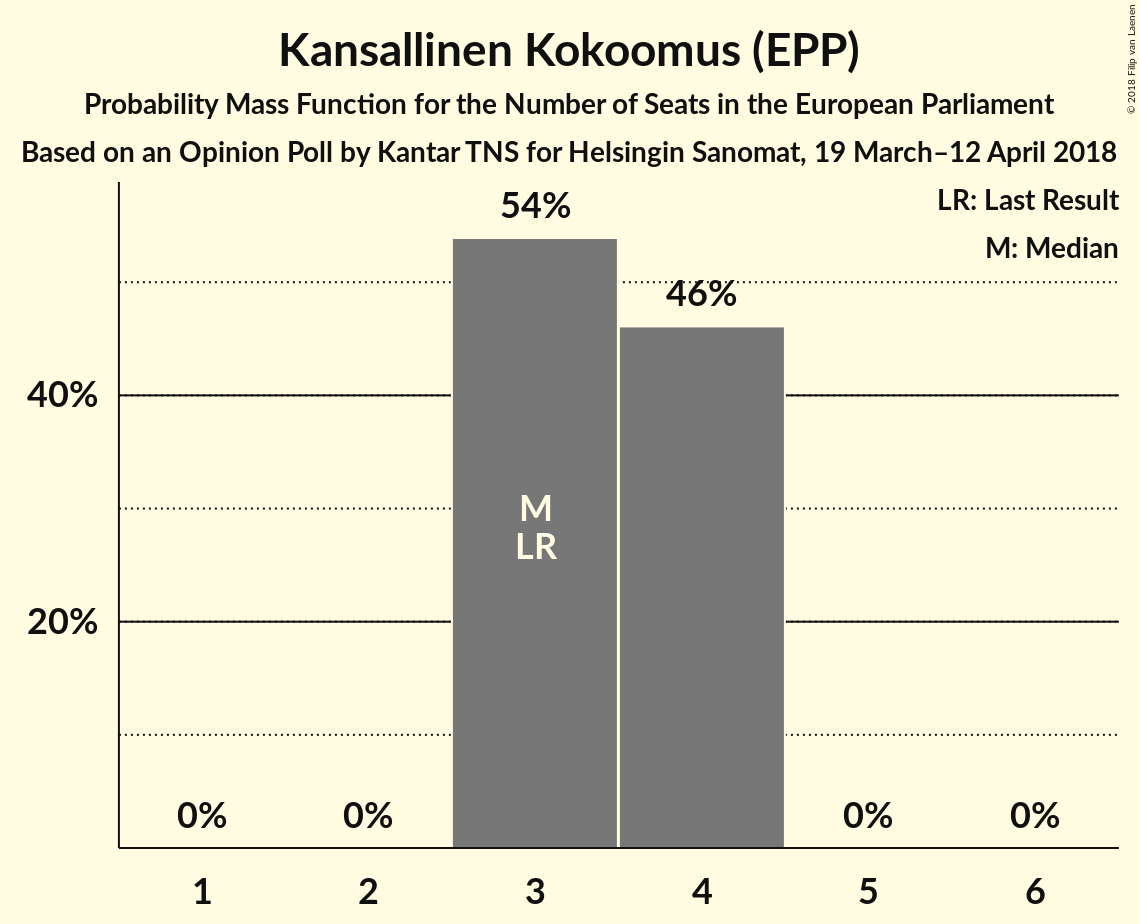 Kansallinen Kokoomus (EPP)
Probability Mass Function for the Number of Seats in the European Parliament
Based on an Opinion Poll by Kantar TNS for Helsingin Sanomat, 19 March–12 April 2018
© 2018 Filip van Laenen
LR: Last Result
M: Median
54%
46%
40%
M
LR
20%
0%
0%
0%
0%
1
2
3
4
5
6